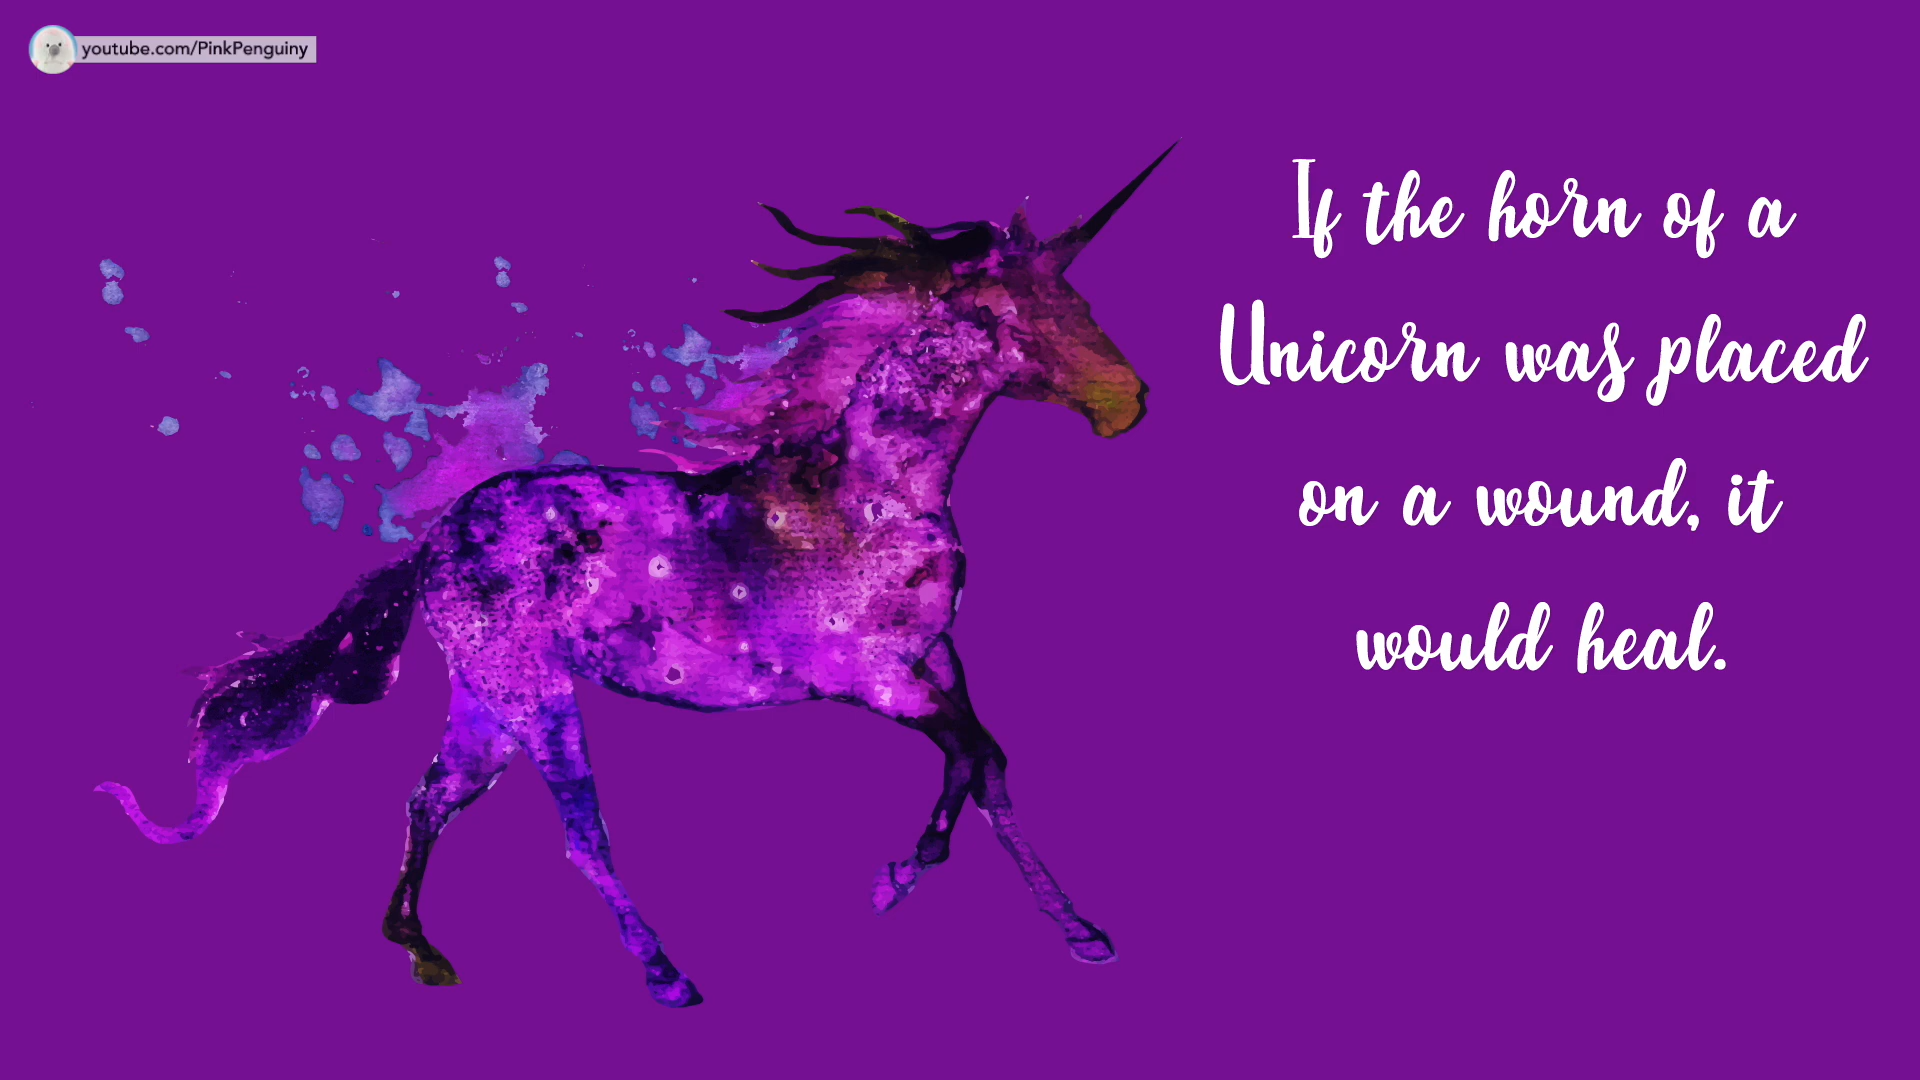 youtube.com/PinkPenguiny
If the horn of a
Unicorn was placed
on a wound, it
would heal.